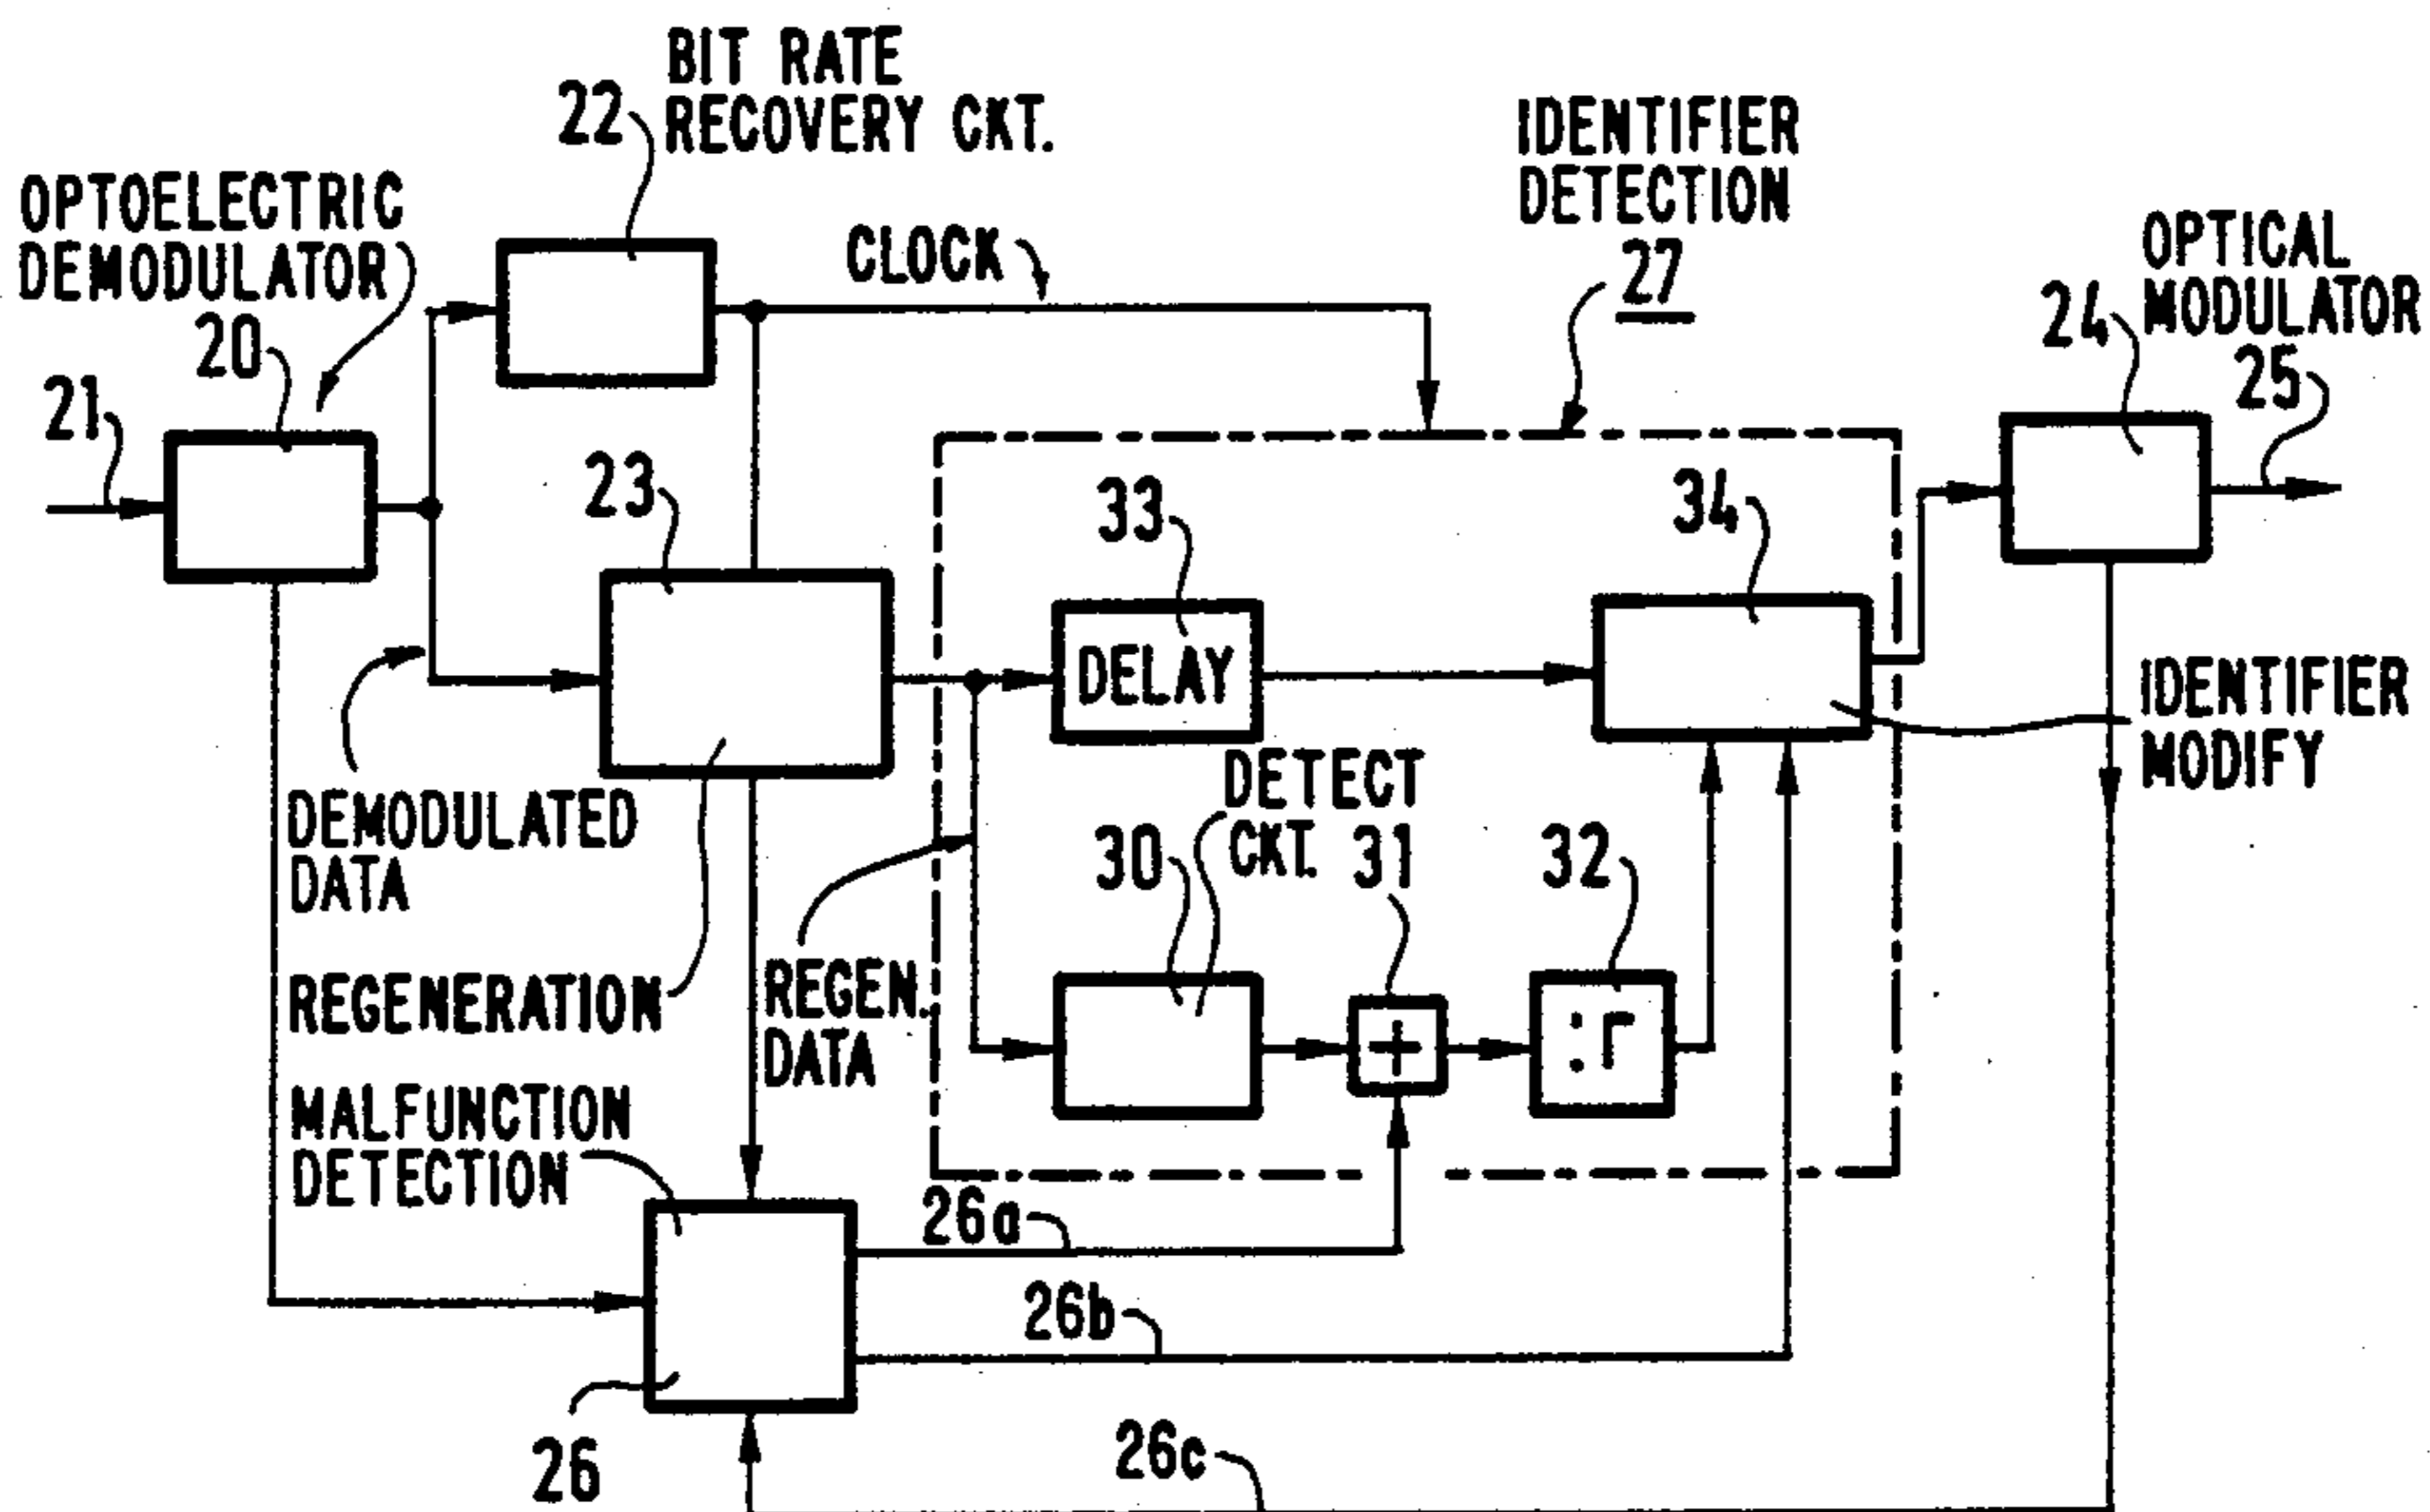 BIT RATE
22 RECOVERY CKT.
IDENTIFIER
DETECTION
27
OPTOELECTRIC
DEMODULATOR
20
CLOCK
OPTICAL
24 MODULATOR
25
21
23
33
34
DELAY
IDENTIFIER
MODIFY
DEMODULATED
DATA
DETECT
CKT.
30
31
32
REGENERATION
REGEN.
DATA
+
:r
MALFUNCTION
DETECTION
26a
26b
26
26c